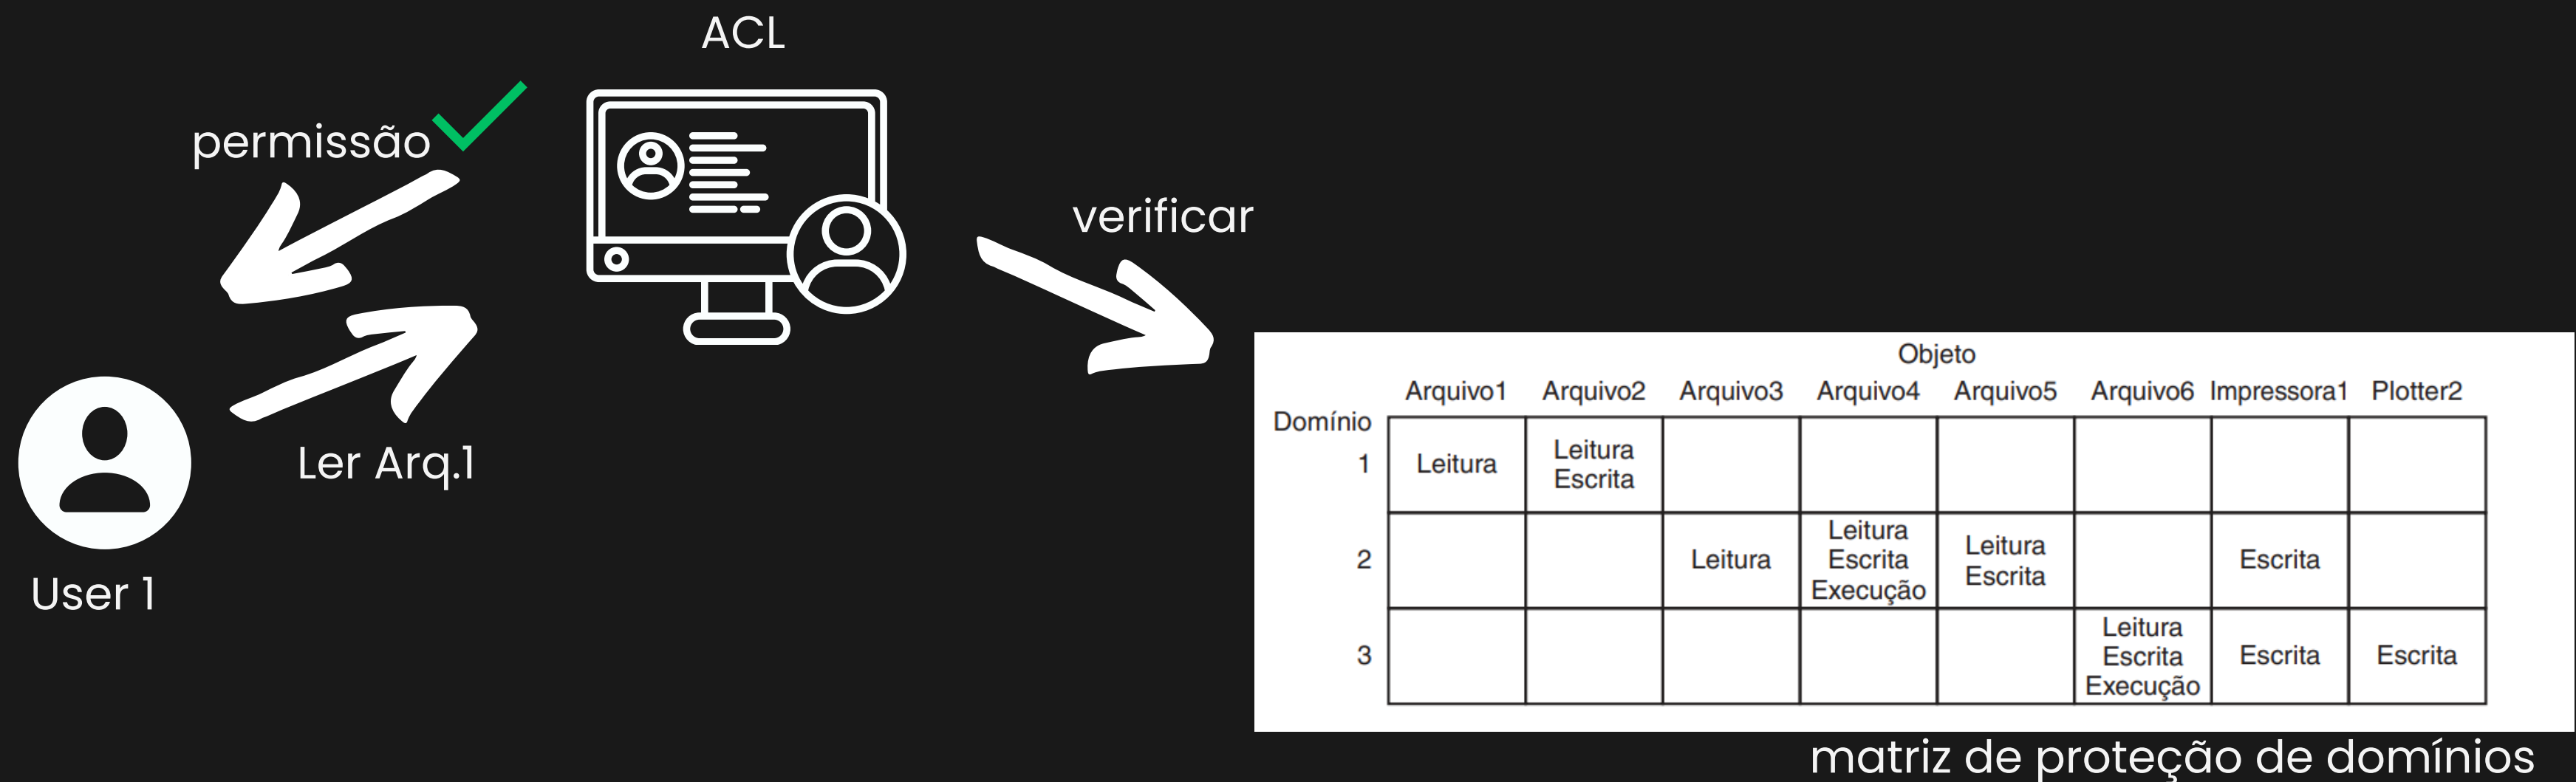 ACL
permissão
verificar
Ler Arq.1
User 1
Objeto
Arquivo1 Arquivo2 Arquivo3 Arquivo4 Arquivo5 Arquivo6 Impressora1 Plotter2
Domínio
1 Leitura Leitura Escrita
2 Leitura Leitura Escrita Execução Leitura Escrita Escrita
3 Leitura Escrita Execução Escrita Escrita
matriz de proteção de domínios